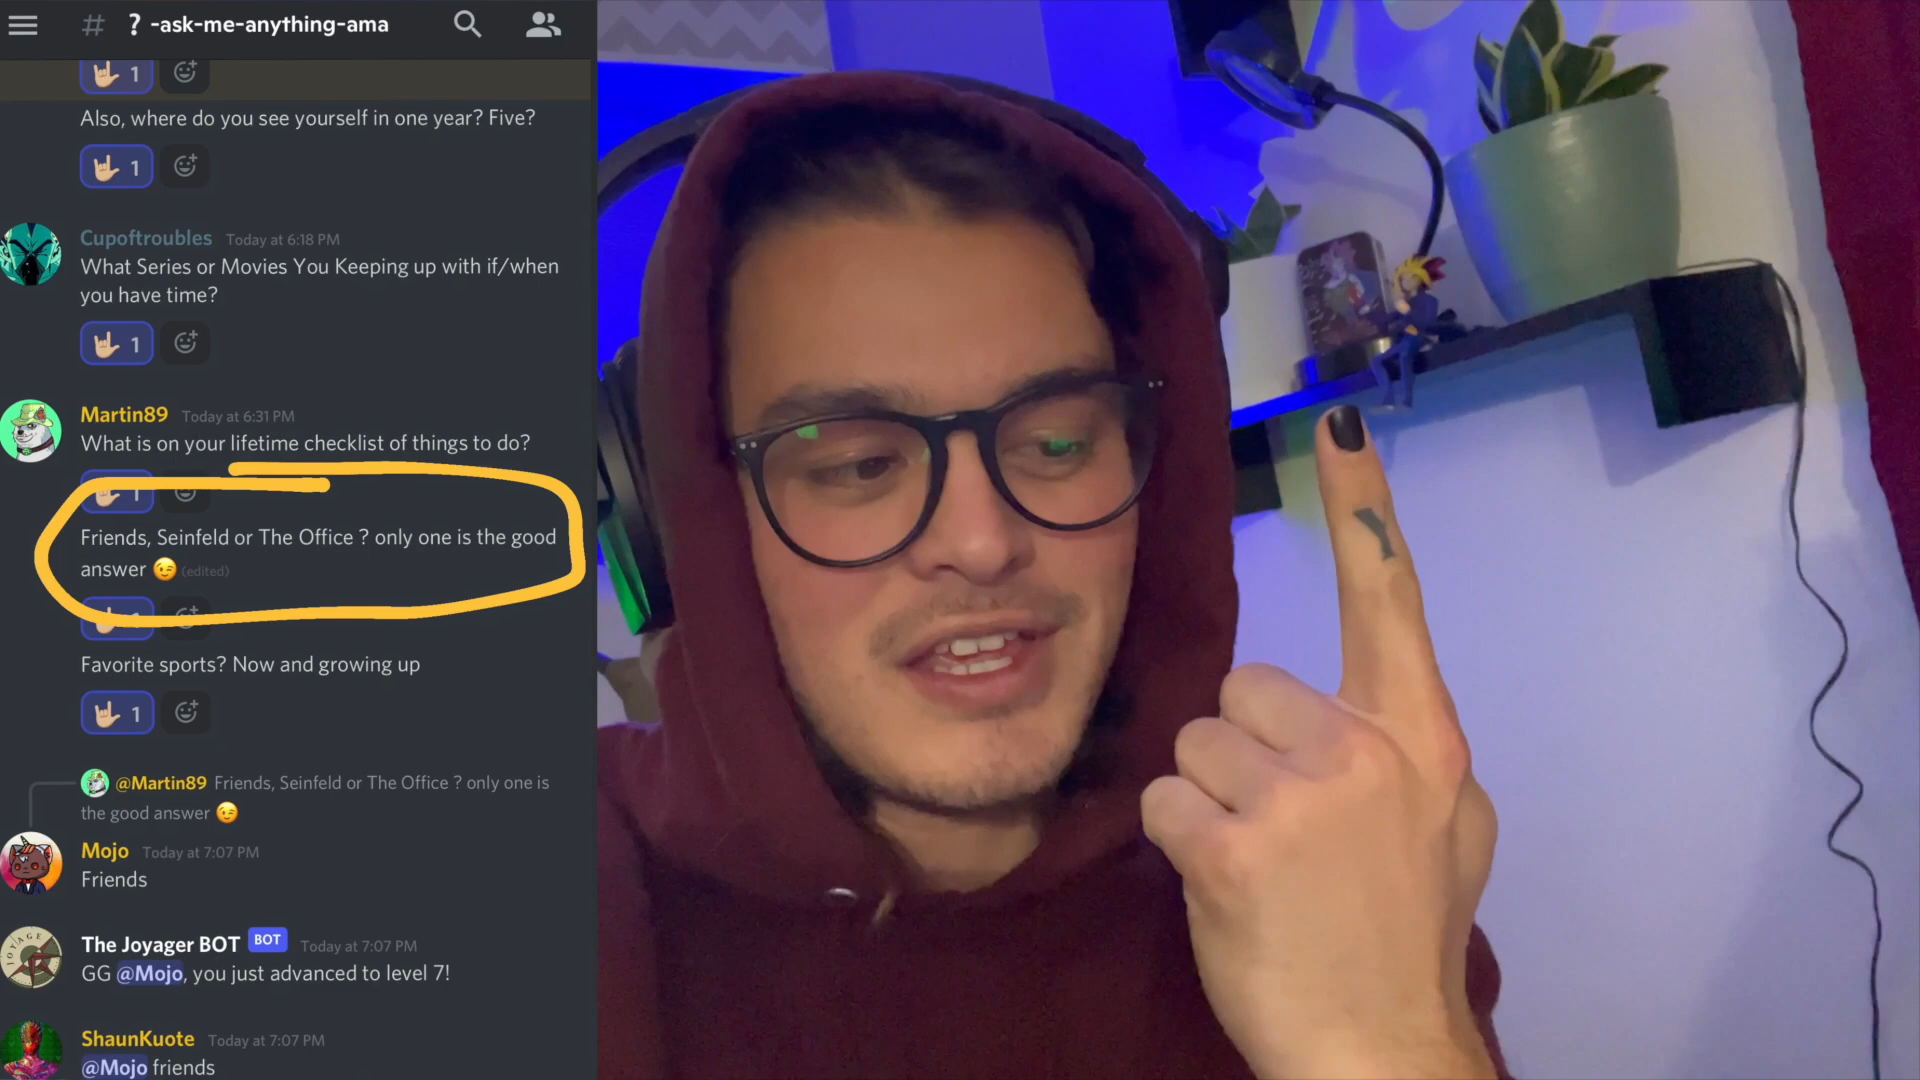 # ? -ask-me-anything-ama
1
Also, where do you see yourself in one year? Five?
1
Cupoftroubles Today at 6:18 PM
What Series or Movies You Keeping up with if/when
you have time?
1
Martin89 Today at 6:31 PM
What is on your lifetime checklist of things to do?
1
Friends, Seinfeld or The Office ? only one is the good
answer 😉 (edited)
1
Favorite sports? Now and growing up
1
@Martin89 Friends, Seinfeld or The Office ? only one is
the good answer 😉
Mojo Today at 7:07 PM
Friends
JOYAGE
The Joyager BOT BOT Today at 7:07 PM
GG @Mojo, you just advanced to level 7!
ShaunKuote Today at 7:07 PM
@Mojo friends
Y